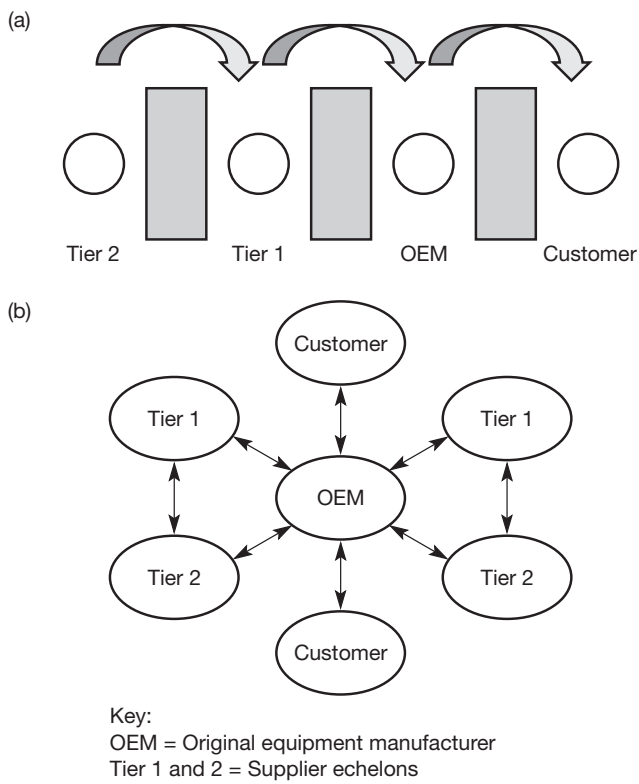 (a)
Tier 2 Tier 1 OEM Customer
(b)
Customer
Tier 1 Tier 1
OEM
Tier 2 Tier 2
Customer
Key:
OEM = Original equipment manufacturer
Tier 1 and 2 = Supplier echelons